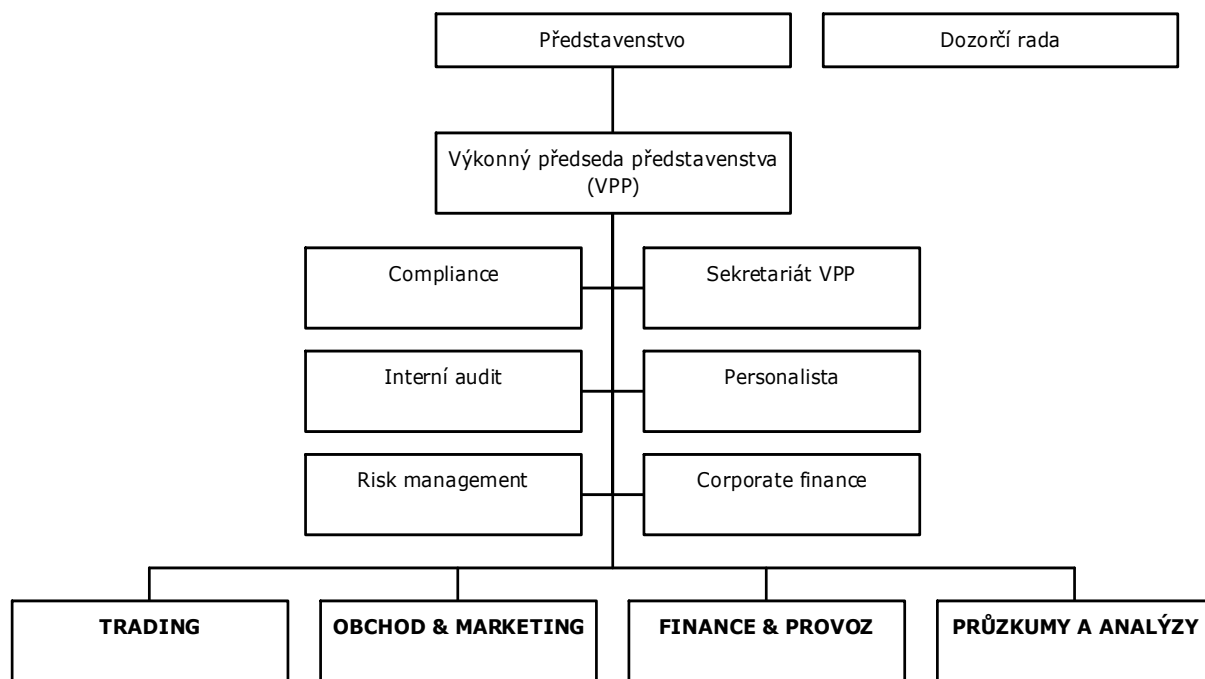 Představenstvo
Dozorčí rada
Výkonný předseda představenstva
(VPP)
Compliance
Sekretariát VPP
Interní audit
Personalista
Risk management
Corporate finance
TRADING
OBCHOD & MARKETING
FINANCE & PROVOZ
PRŮZKUMY A ANALÝZY